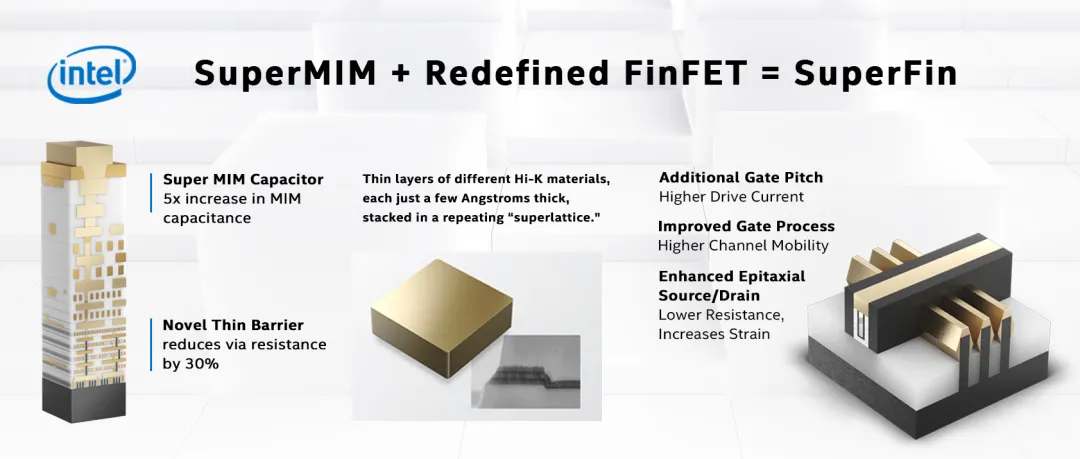 intel
SuperMIM + Redefined FinFET = SuperFin
Super MIM Capacitor
5x increase in MIM
capacitance
Novel Thin Barrier
reduces via resistance
by 30%
Thin layers of different Hi-K materials,
each just a few Angstroms thick,
stacked in a repeating “superlattice."
Additional Gate Pitch
Higher Drive Current
Improved Gate Process
Higher Channel Mobility
Enhanced Epitaxial
Source/Drain
Lower Resistance,
Increases Strain